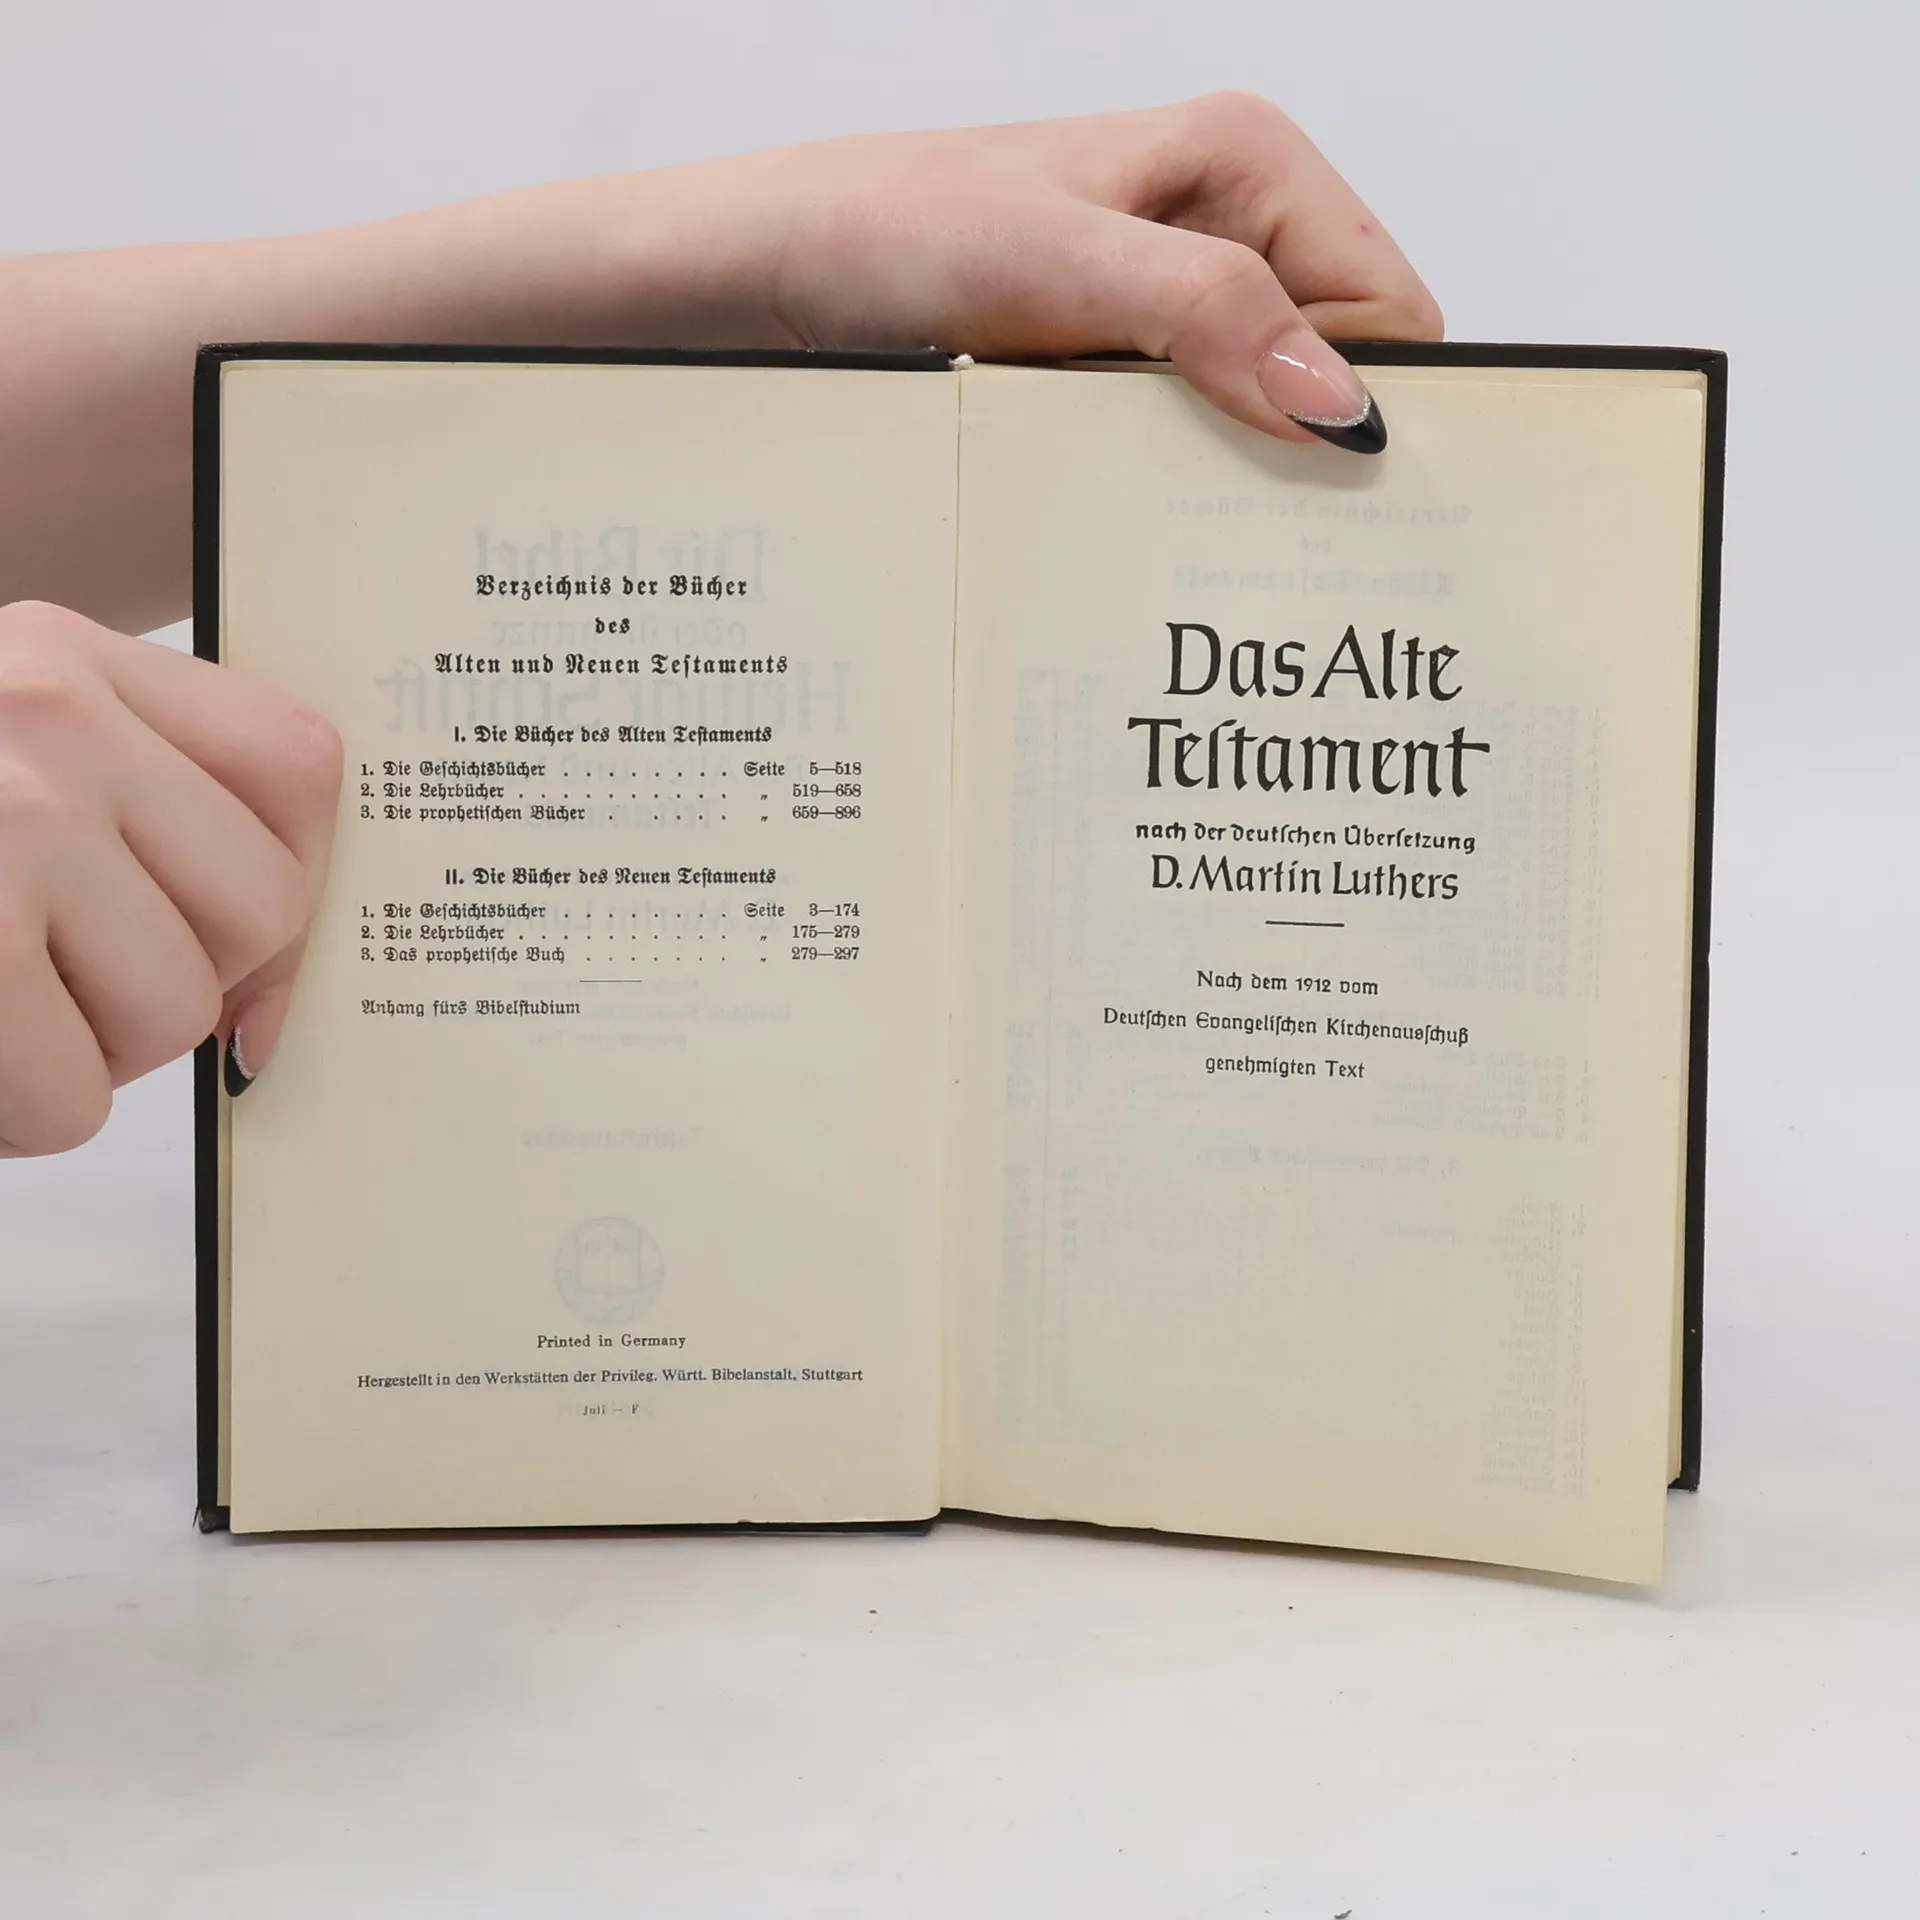 Verzeichnis der Bücher
des
Alten und Neuen Teſtaments
I. Die Bücher des Alten Teſtaments
1. Die Geſchichtsbücher . . . . . . . . Seite 5—518
2. Die Lehrbücher . . . . . . . . . . „ 519—658
3. Die prophetiſchen Bücher . . . . . „ 659—896
II. Die Bücher des Neuen Teſtaments
1. Die Geſchichtsbücher . . . . . . . . Seite 3—174
2. Die Lehrbücher . . . . . . . . . . „ 175—279
3. Das prophetiſche Buch . . . . . . . „ 279—297
Anhang fürs Bibelſtudium
Printed in Germany
Hergestellt in den Werkstätten der Privileg. Württ. Bibelanstalt, Stuttgart
Juli — F
Das Alte
Teſtament
nach der deutſchen Überſetzung
D. Martin Luthers
Nach dem 1912 vom
Deutſchen Evangeliſchen Kirchenausſchuß
genehmigten Text